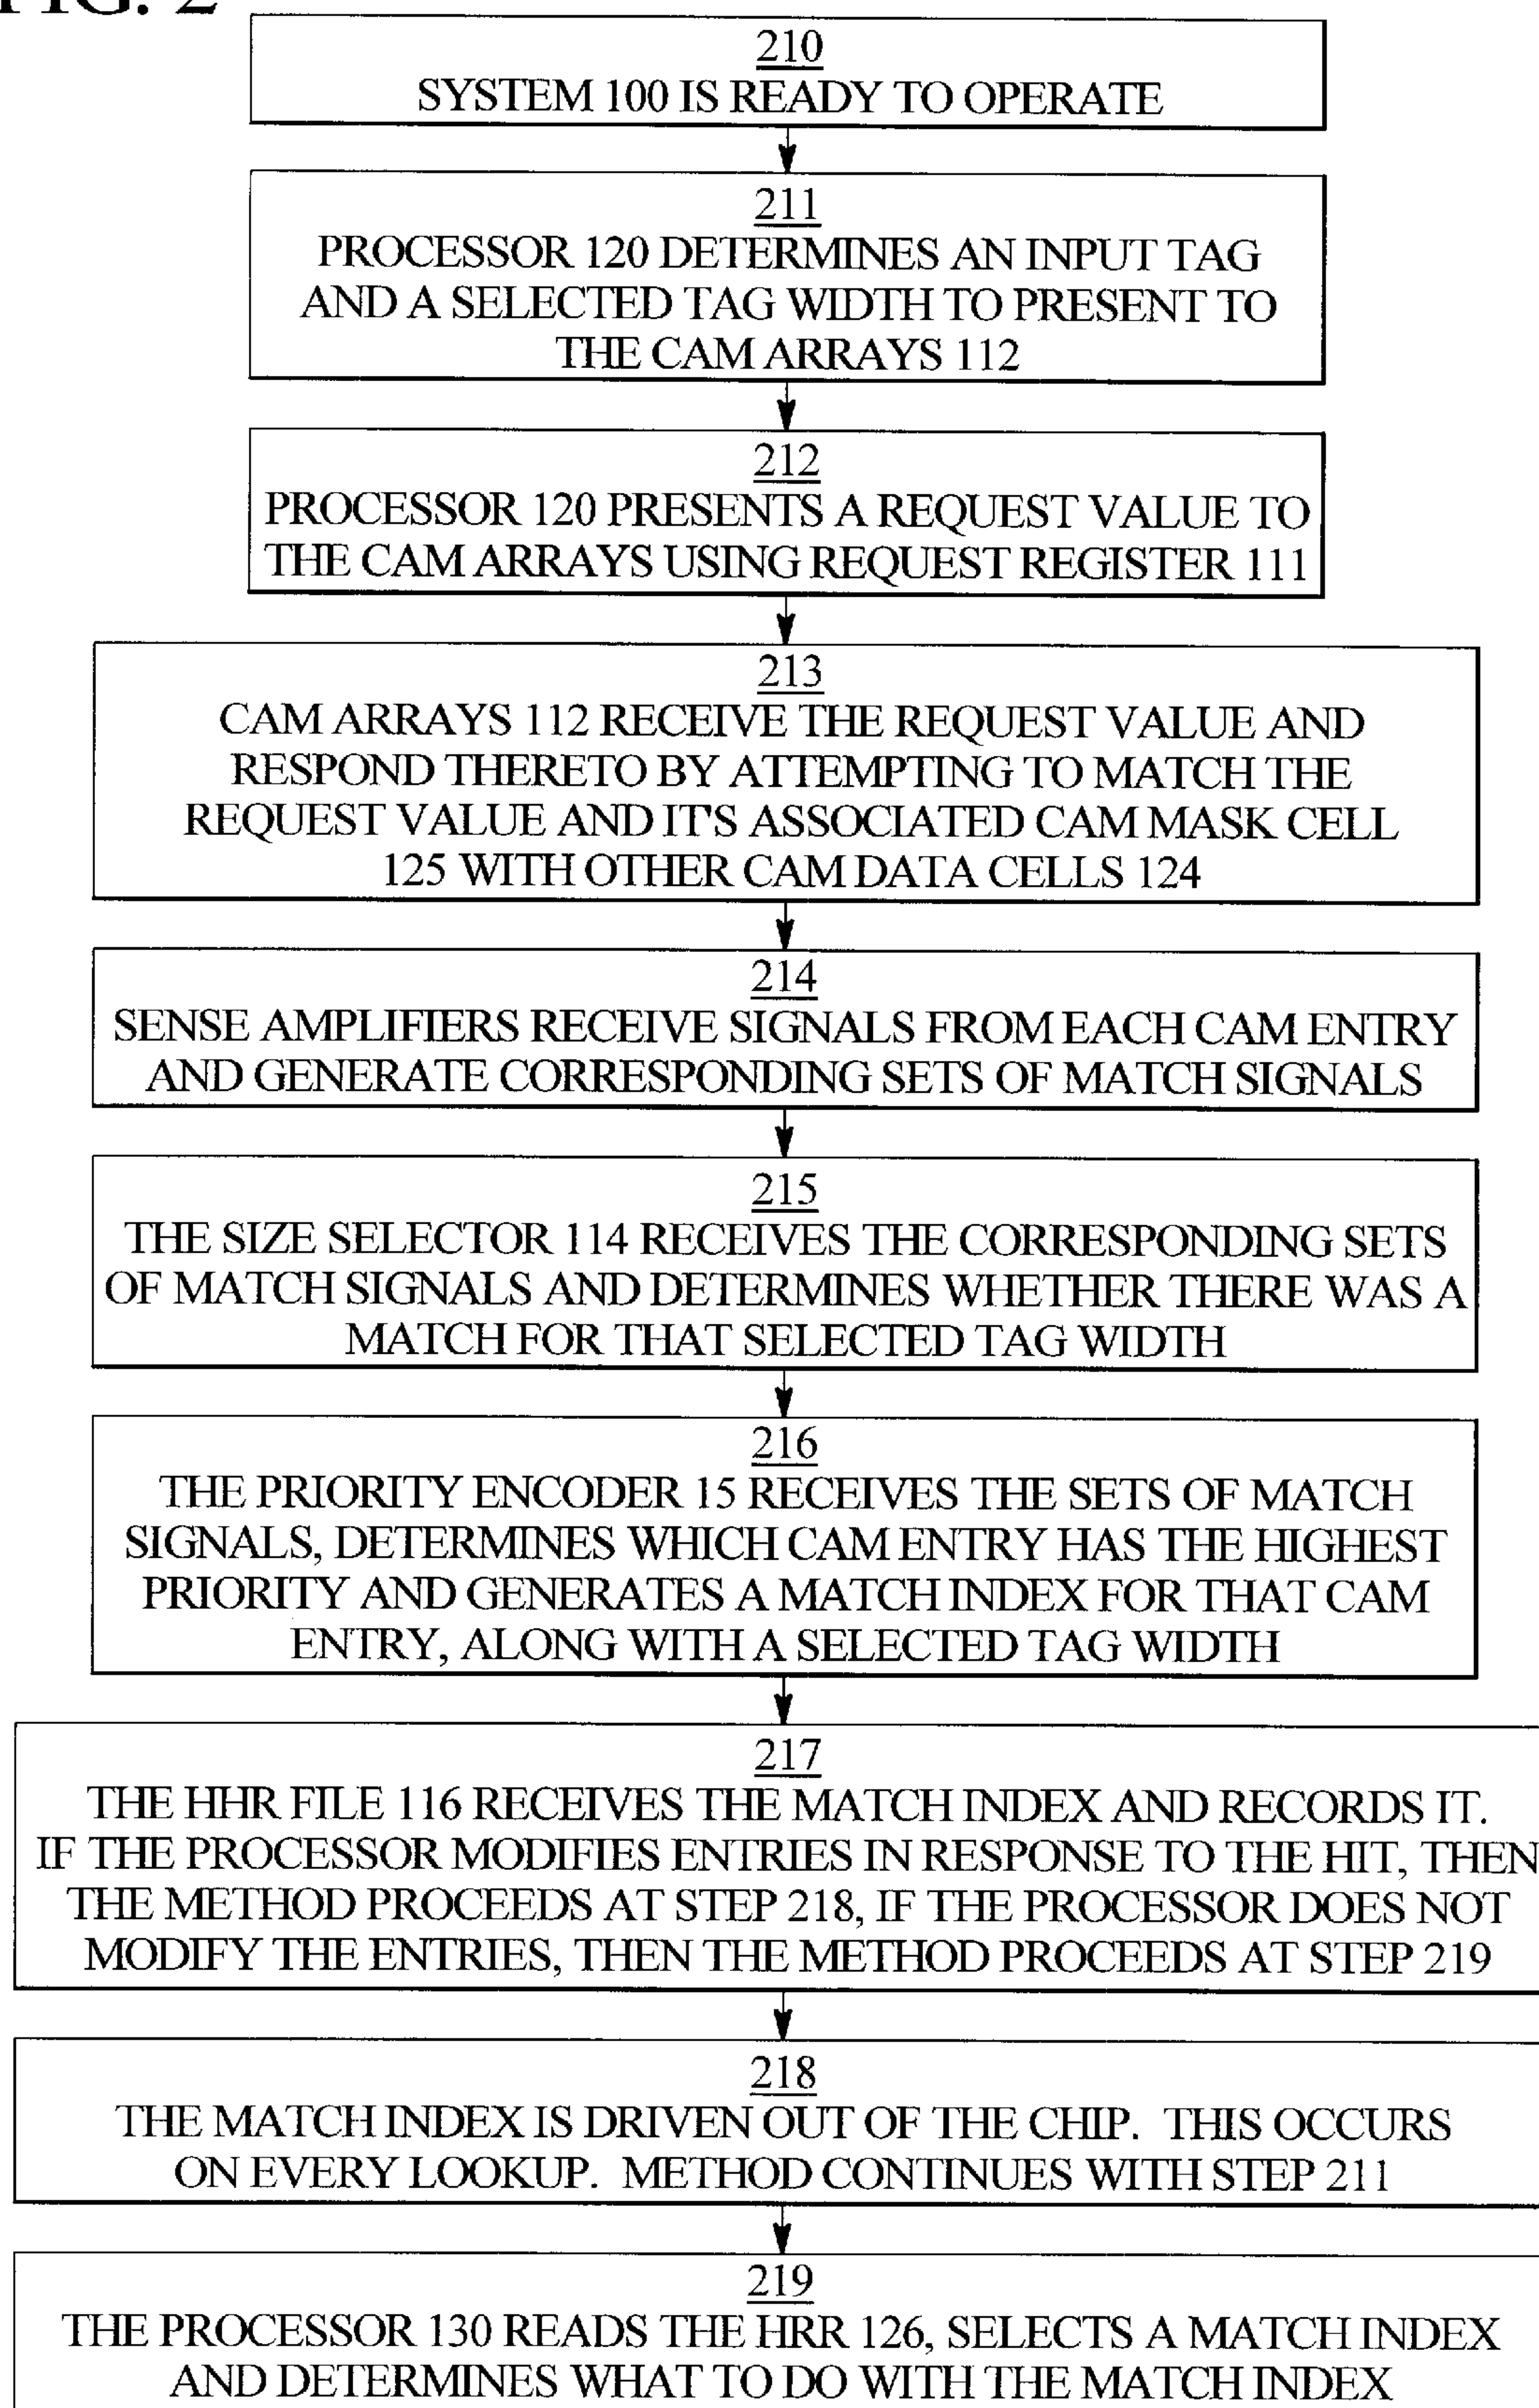 FIG. 2
210
SYSTEM 100 IS READY TO OPERATE
211
PROCESSOR 120 DETERMINES AN INPUT TAG
AND A SELECTED TAG WIDTH TO PRESENT TO
THE CAM ARRAYS 112
212
PROCESSOR 120 PRESENTS A REQUEST VALUE TO
THE CAM ARRAYS USING REQUEST REGISTER 111
213
CAM ARRAYS 112 RECEIVE THE REQUEST VALUE AND
RESPOND THERETO BY ATTEMPTING TO MATCH THE
REQUEST VALUE AND IT'S ASSOCIATED CAM MASK CELL
125 WITH OTHER CAM DATA CELLS 124
214
SENSE AMPLIFIERS RECEIVE SIGNALS FROM EACH CAM ENTRY
AND GENERATE CORRESPONDING SETS OF MATCH SIGNALS
215
THE SIZE SELECTOR 114 RECEIVES THE CORRESPONDING SETS
OF MATCH SIGNALS AND DETERMINES WHETHER THERE WAS A
MATCH FOR THAT SELECTED TAG WIDTH
216
THE PRIORITY ENCODER 15 RECEIVES THE SETS OF MATCH
SIGNALS, DETERMINES WHICH CAM ENTRY HAS THE HIGHEST
PRIORITY AND GENERATES A MATCH INDEX FOR THAT CAM
ENTRY, ALONG WITH A SELECTED TAG WIDTH
217
THE HHR FILE 116 RECEIVES THE MATCH INDEX AND RECORDS IT.
IF THE PROCESSOR MODIFIES ENTRIES IN RESPONSE TO THE HIT, THEN
THE METHOD PROCEEDS AT STEP 218, IF THE PROCESSOR DOES NOT
MODIFY THE ENTRIES, THEN THE METHOD PROCEEDS AT STEP 219
218
THE MATCH INDEX IS DRIVEN OUT OF THE CHIP. THIS OCCURS
ON EVERY LOOKUP. METHOD CONTINUES WITH STEP 211
219
THE PROCESSOR 130 READS THE HRR 126, SELECTS A MATCH INDEX
AND DETERMINES WHAT TO DO WITH THE MATCH INDEX